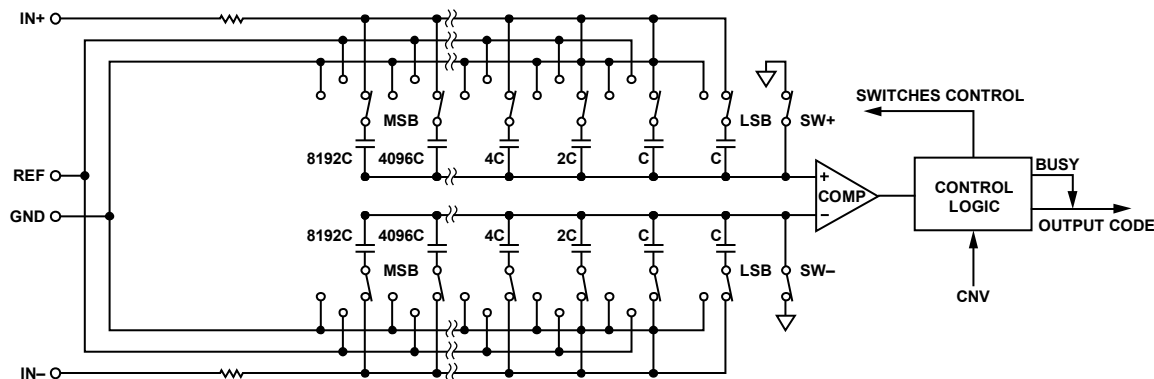 IN+
SWITCHES CONTROL
MSB
LSB
SW+
8192C
4096C
4C
2C
C
C
BUSY
REF
+
COMP
–
CONTROL
LOGIC
GND
OUTPUT CODE
8192C
4096C
4C
2C
C
C
MSB
LSB
SW–
CNV
IN–